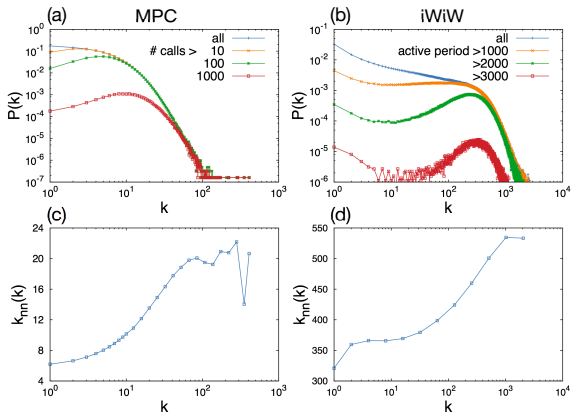 (a) MPC
P(k)
10⁰
10⁻¹
10⁻²
10⁻³
10⁻⁴
10⁻⁵
10⁻⁶
10⁻⁷
all
# calls > 10
100
1000
10⁰ 10¹ 10² 10³
k
(b) iWiW
P(k)
10⁻¹
10⁻²
10⁻³
10⁻⁴
10⁻⁵
10⁻⁶
all
active period >1000
>2000
>3000
10⁰ 10¹ 10² 10³ 10⁴
k
(c)
kₙₙ(k)
24
20
16
12
8
4
10⁰ 10¹ 10² 10³
k
(d)
kₙₙ(k)
550
500
450
400
350
300
10⁰ 10¹ 10² 10³ 10⁴
k